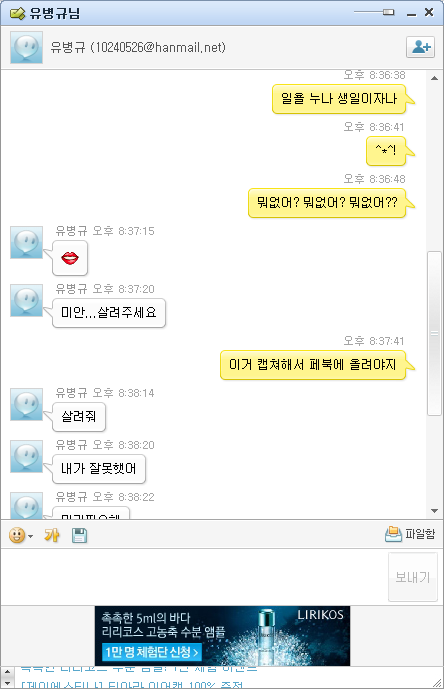 유병규님
유병규 (10240526@hanmail.net)
오후 8:36:38
일욜 누나 생일이자나
오후 8:36:41
^*^!
오후 8:36:48
뭐없어? 뭐없어? 뭐없어??
유병규 오후 8:37:15
유병규 오후 8:37:20
미안...살려주세요
오후 8:37:41
이거 캡쳐해서 페북에 올려야지
유병규 오후 8:38:14
살려줘
유병규 오후 8:38:20
내가 잘못했어
유병규 오후 8:38:22
가
파일함
보내기
촉촉한 5ml의 바다
리리코스 고농축 수분 앰플
1만 명 체험단 신청 >
LIRIKOS
촉촉한 리리코스 수분 앰플! 1만 체험 이벤트
[제이에스티나] 티아라 이어캡 100% 증정